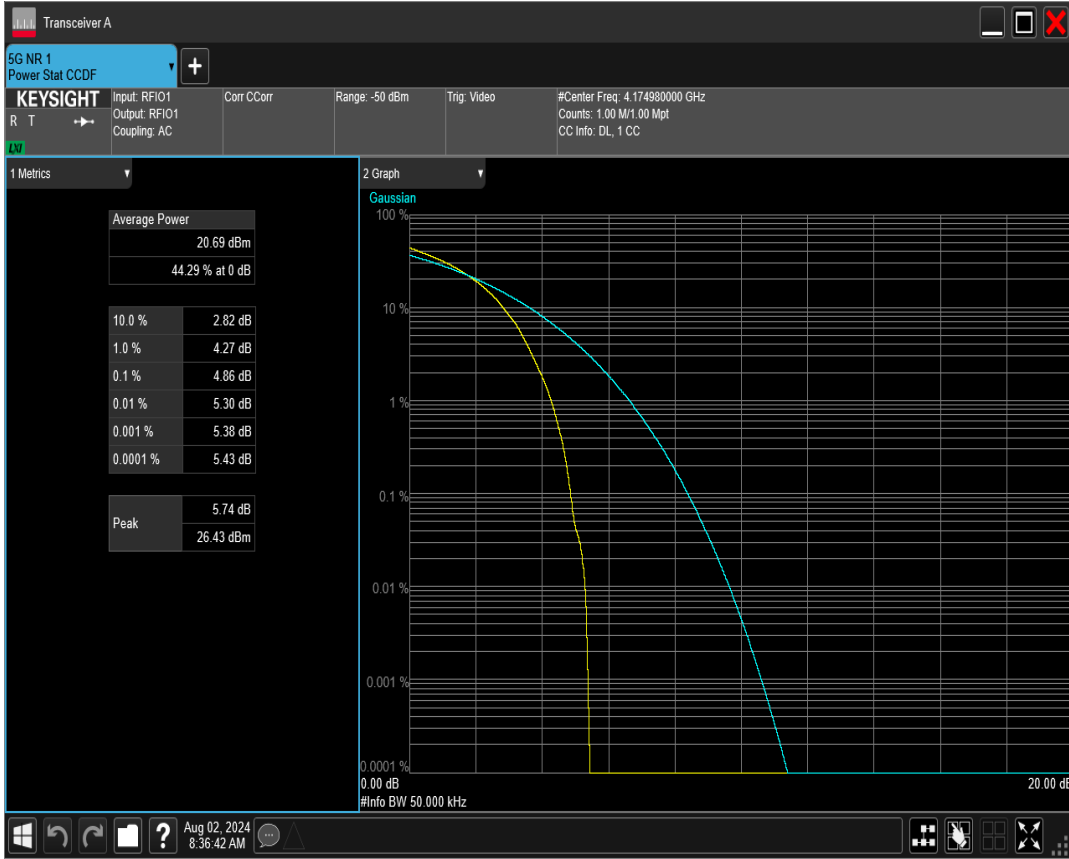 Transceiver A
5G NR 1
Power Stat CCDF
+
KEYSIGHT
R T
LXI
Input: RFIO1
Output: RFIO1
Coupling: AC
Corr CCorr
Range: -50 dBm
Trig: Video
#Center Freq: 4.174980000 GHz
Counts: 1.00 M/1.00 Mpt
CC Info: DL, 1 CC
1 Metrics
Average Power
20.69 dBm
44.29 % at 0 dB
10.0 % 2.82 dB
1.0 % 4.27 dB
0.1 % 4.86 dB
0.01 % 5.30 dB
0.001 % 5.38 dB
0.0001 % 5.43 dB
Peak 5.74 dB
26.43 dBm
2 Graph
Gaussian
100 %
10 %
1 %
0.1 %
0.01 %
0.001 %
0.0001 %
0.00 dB 20.00 dB
#Info BW 50.000 kHz
?
Aug 02, 2024
8:36:42 AM